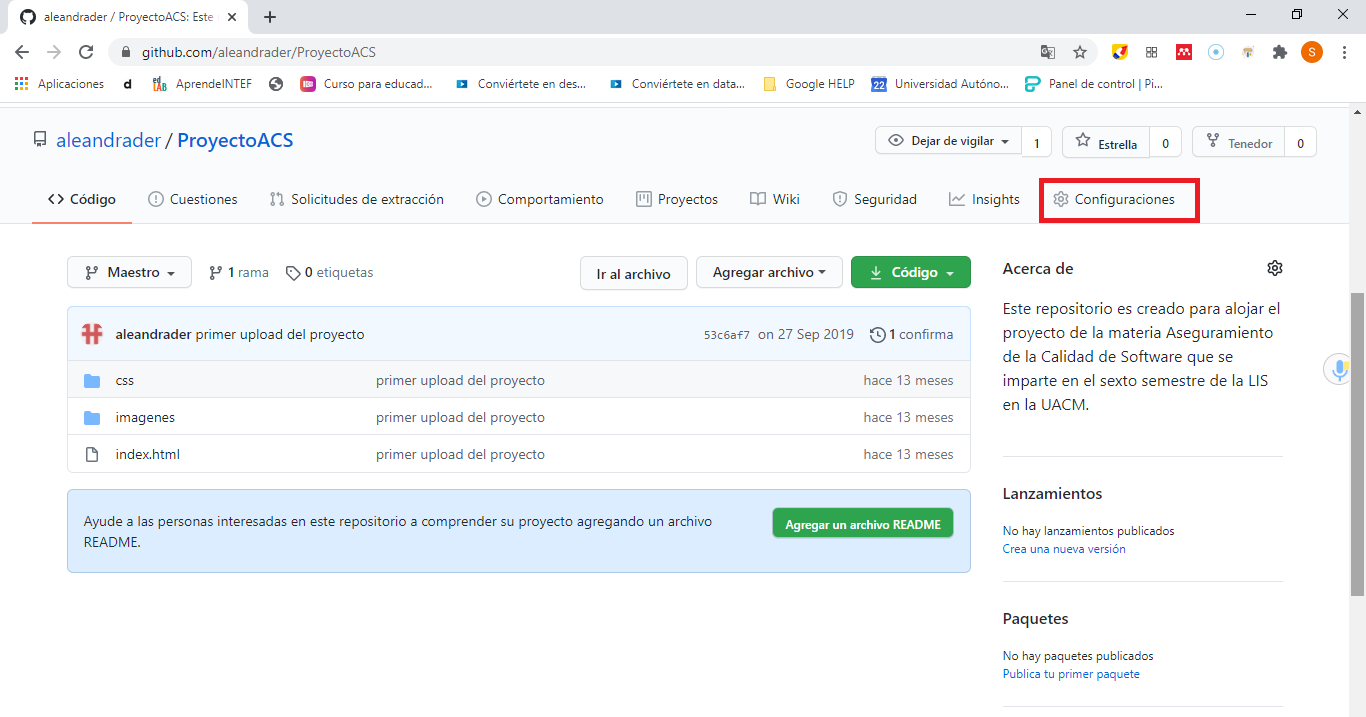 aleandrader / ProyectoACS: Este
github.com/aleandrader/ProyectoACS
S
Aplicaciones
d
ed
LAB
AprendeINTEF
Curso para educad...
Conviértete en des...
Conviértete en data...
Google HELP
22
Universidad Autóno...
Panel de control | Pi...
aleandrader / ProyectoACS
Dejar de vigilar 1
Estrella 0
Tenedor 0
Código
Cuestiones
Solicitudes de extracción
Comportamiento
Proyectos
Wiki
Seguridad
Insights
Configuraciones
Maestro
1 rama
0 etiquetas
Ir al archivo
Agregar archivo
Código
aleandrader primer upload del proyecto 53c6af7 on 27 Sep 2019 1 confirma
css primer upload del proyecto hace 13 meses
imagenes primer upload del proyecto hace 13 meses
index.html primer upload del proyecto hace 13 meses
Ayude a las personas interesadas en este repositorio a comprender su proyecto agregando un archivo
README.
Agregar un archivo README
Acerca de
Este repositorio es creado para alojar el
proyecto de la materia Aseguramiento
de la Calidad de Software que se
imparte en el sexto semestre de la LIS
en la UACM.
Lanzamientos
No hay lanzamientos publicados
Crea una nueva versión
Paquetes
No hay paquetes publicados
Publica tu primer paquete